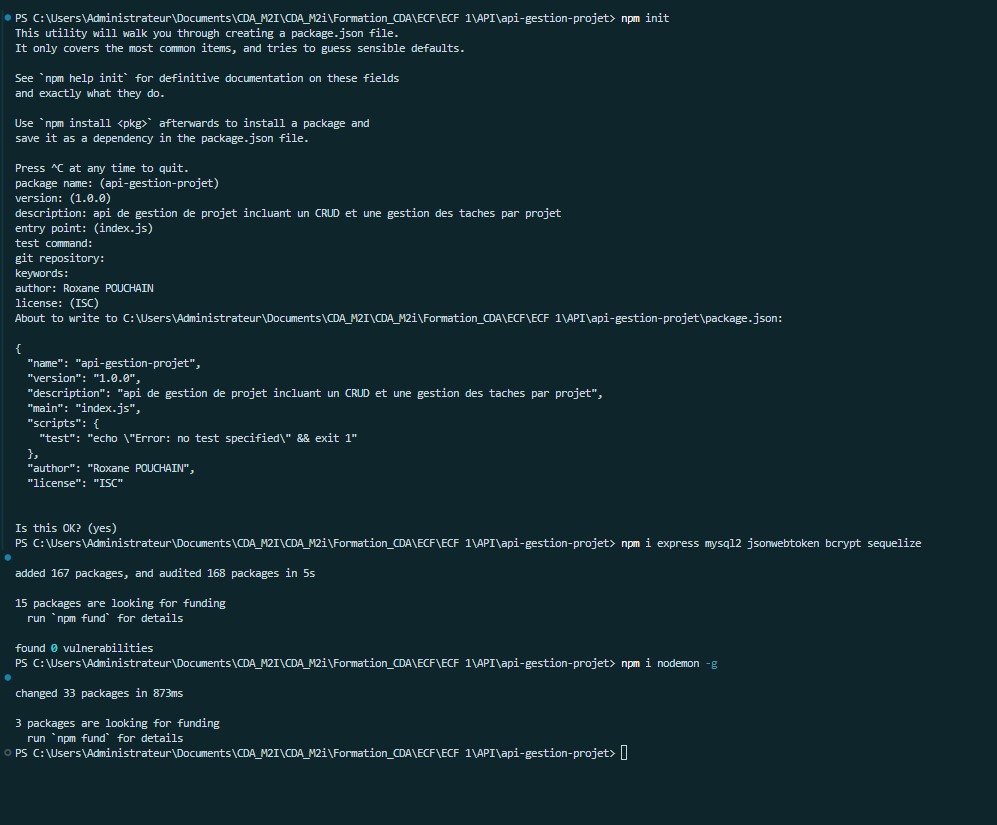 PS C:\Users\Administrateur\Documents\CDA_M2I\CDA_M2i\Formation_CDA\ECF\ECF 1\API\api-gestion-projet> npm init
This utility will walk you through creating a package.json file.
It only covers the most common items, and tries to guess sensible defaults.
See `npm help init` for definitive documentation on these fields
and exactly what they do.
Use `npm install <pkg>` afterwards to install a package and
save it as a dependency in the package.json file.
Press ^C at any time to quit.
package name: (api-gestion-projet)
version: (1.0.0)
description: api de gestion de projet incluant un CRUD et une gestion des taches par projet
entry point: (index.js)
test command:
git repository:
keywords:
author: Roxane POUCHAIN
license: (ISC)
About to write to C:\Users\Administrateur\Documents\CDA_M2I\CDA_M2i\Formation_CDA\ECF\ECF 1\API\api-gestion-projet\package.json:
{
  "name": "api-gestion-projet",
  "version": "1.0.0",
  "description": "api de gestion de projet incluant un CRUD et une gestion des taches par projet",
  "main": "index.js",
  "scripts": {
    "test": "echo \"Error: no test specified\" && exit 1"
  },
  "author": "Roxane POUCHAIN",
  "license": "ISC"
Is this OK? (yes)
PS C:\Users\Administrateur\Documents\CDA_M2I\CDA_M2i\Formation_CDA\ECF\ECF 1\API\api-gestion-projet> npm i express mysql2 jsonwebtoken bcrypt sequelize
added 167 packages, and audited 168 packages in 5s
15 packages are looking for funding
  run `npm fund` for details
found 0 vulnerabilities
PS C:\Users\Administrateur\Documents\CDA_M2I\CDA_M2i\Formation_CDA\ECF\ECF 1\API\api-gestion-projet> npm i nodemon -g
changed 33 packages in 873ms
3 packages are looking for funding
  run `npm fund` for details
PS C:\Users\Administrateur\Documents\CDA_M2I\CDA_M2i\Formation_CDA\ECF\ECF 1\API\api-gestion-projet>